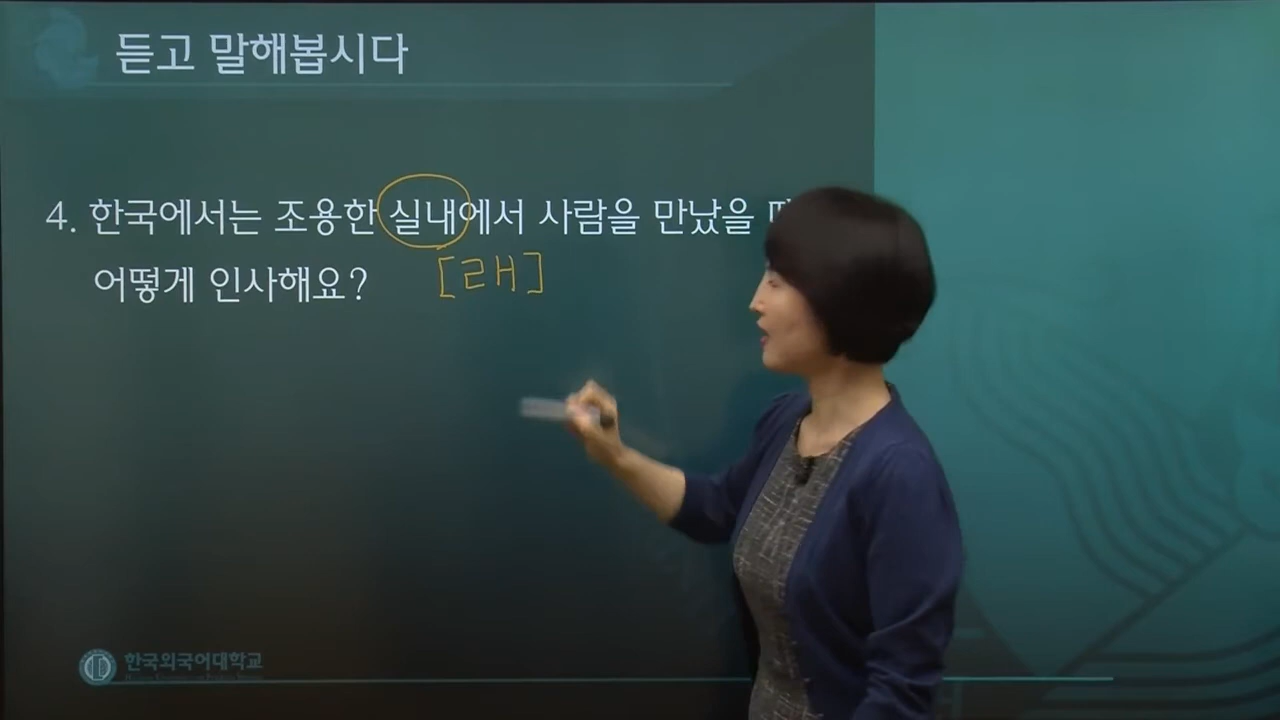 듣고 말해봅시다
4. 한국에서는 조용한 실내에서 사람을 만났을
어떻게 인사해요?
[래]
한국외국어대학교